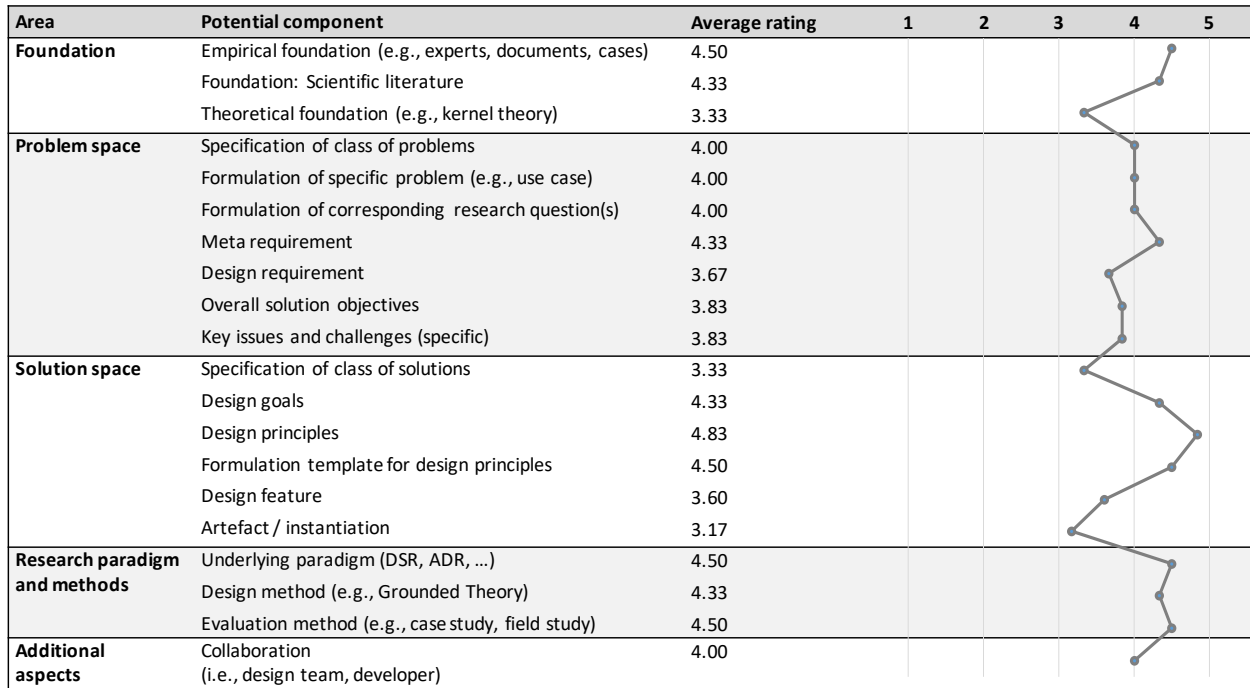 Area Potential component Average rating 1 2 3 4 5
Foundation Empirical foundation (e.g., experts, documents, cases) 4.50
Foundation: Scientific literature 4.33
Theoretical foundation (e.g., kernel theory) 3.33
Problem space Specification of class of problems 4.00
Formulation of specific problem (e.g., use case) 4.00
Formulation of corresponding research question(s) 4.00
Meta requirement 4.33
Design requirement 3.67
Overall solution objectives 3.83
Key issues and challenges (specific) 3.83
Solution space Specification of class of solutions 3.33
Design goals 4.33
Design principles 4.83
Formulation template for design principles 4.50
Design feature 3.60
Artefact / instantiation 3.17
Research paradigm Underlying paradigm (DSR, ADR, …) 4.50
and methods Design method (e.g., Grounded Theory) 4.33
Evaluation method (e.g., case study, field study) 4.50
Additional Collaboration 4.00
aspects (i.e., design team, developer)